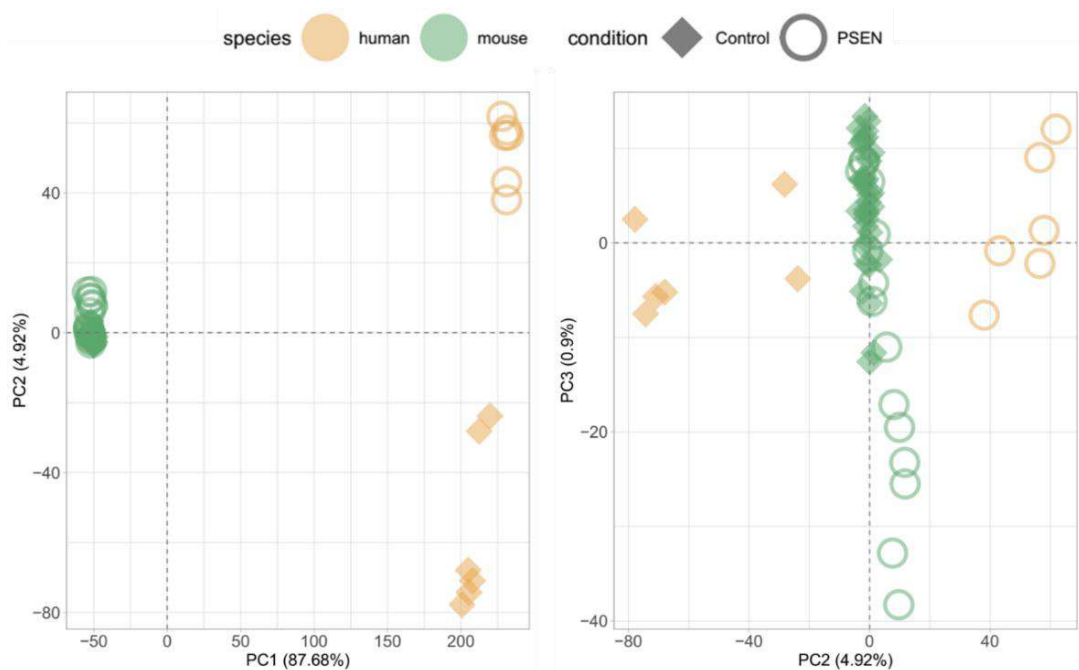 species human mouse condition Control PSEN
40
0
−40
−80
PC2 (4.92%)
−50 0 50 100 150 200
PC1 (87.68%)
0
−20
−40
PC3 (0.9%)
−80 −40 0 40
PC2 (4.92%)